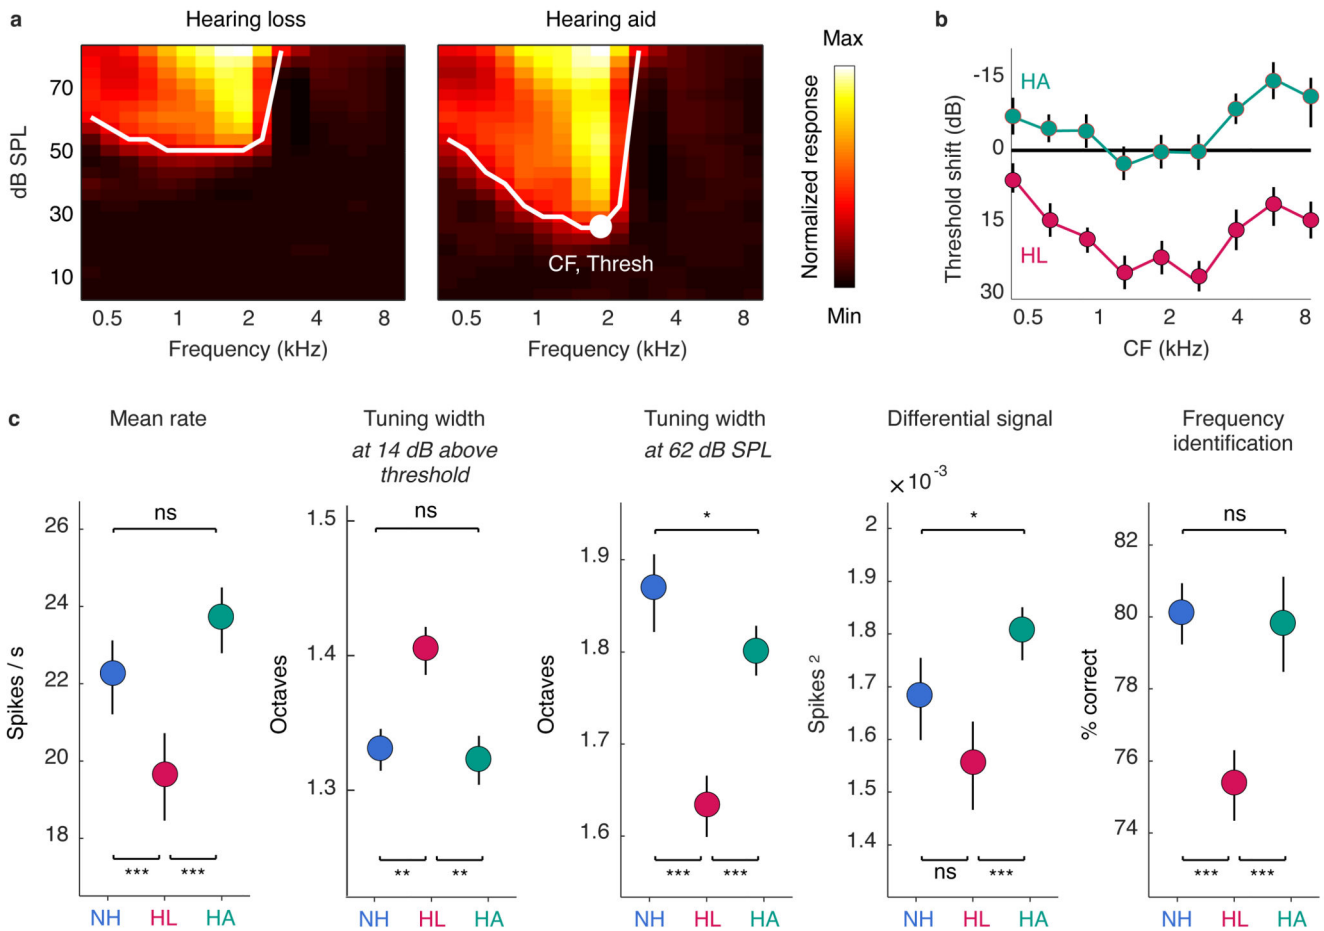 a
Hearing loss
Hearing aid
70
50
30
10
dB SPL
0.5 1 2 4 8
Frequency (kHz)
CF, Thresh
0.5 1 2 4 8
Frequency (kHz)
Max
Normalized response
Min
b
-15
0
15
30
Threshold shift (dB)
HA
HL
0.5 1 2 4 8
CF (kHz)
c
Mean rate
26
24
22
20
18
Spikes / s
ns
*** ***
NH HL HA
Tuning width
at 14 dB above
threshold
1.5
1.4
1.3
Octaves
ns
** **
NH HL HA
Tuning width
at 62 dB SPL
1.9
1.8
1.7
1.6
Octaves
*
*** ***
NH HL HA
Differential signal
×10⁻³
2
1.9
1.8
1.7
1.6
1.5
1.4
Spikes ²
*
ns ***
NH HL HA
Frequency
identification
82
80
78
76
74
% correct
ns
*** ***
NH HL HA